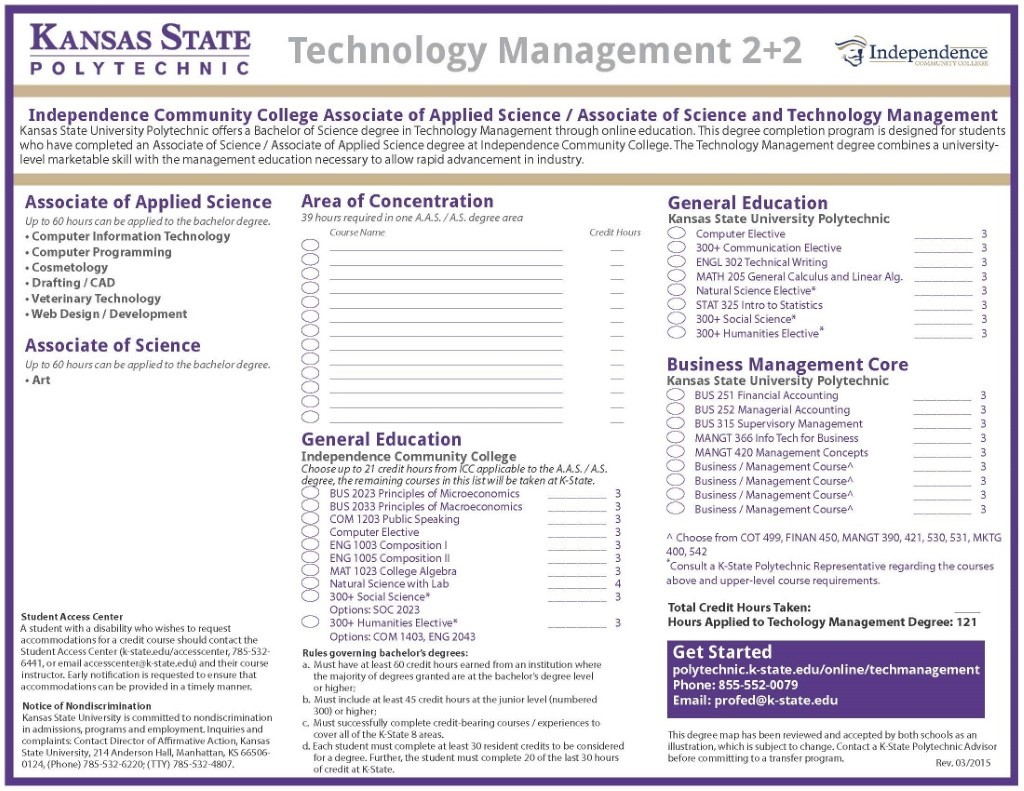 KANSAS STATE
POLYTECHNIC
Technology Management 2+2
Independence
COMMUNITY COLLEGE
Independence Community College Associate of Applied Science / Associate of Science and Technology Management
Kansas State University Polytechnic offers a Bachelor of Science degree in Technology Management through online education. This degree completion program is designed for students
who have completed an Associate of Science / Associate of Applied Science degree at Independence Community College. The Technology Management degree combines a university-
level marketable skill with the management education necessary to allow rapid advancement in industry.
Associate of Applied Science
Up to 60 hours can be applied to the bachelor degree.
• Computer Information Technology
• Computer Programming
• Cosmetology
• Drafting / CAD
• Veterinary Technology
• Web Design / Development
Associate of Science
Up to 60 hours can be applied to the bachelor degree.
• Art
Student Access Center
A student with a disability who wishes to request
accommodations for a credit course should contact the
Student Access Center (k-state.edu/accesscenter, 785-532-
6441, or email accesscenter@k-state.edu) and their course
instructor. Early notification is requested to ensure that
accommodations can be provided in a timely manner.
Notice of Nondiscrimination
Kansas State University is committed to nondiscrimination
in admissions, programs and employment. Inquiries and
complaints: Contact Director of Affirmative Action, Kansas
State University, 214 Anderson Hall, Manhattan, KS 66506-
0124, (Phone) 785-532-6220; (TTY) 785-532-4807.
Area of Concentration
39 hours required in one A.A.S. / A.S. degree area
Course Name Credit Hours
General Education
Independence Community College
Choose up to 21 credit hours from ICC applicable to the A.A.S. / A.S.
degree, the remaining courses in this list will be taken at K-State.
BUS 2023 Principles of Microeconomics __________ 3
BUS 2033 Principles of Macroeconomics __________ 3
COM 1203 Public Speaking __________ 3
Computer Elective __________ 3
ENG 1003 Composition I __________ 3
ENG 1005 Composition II __________ 3
MAT 1023 College Algebra __________ 3
Natural Science with Lab __________ 4
300+ Social Science* __________ 3
Options: SOC 2023
300+ Humanities Elective* __________ 3
Options: COM 1403, ENG 2043
Rules governing bachelor's degrees:
a. Must have at least 60 credit hours earned from an institution where
the majority of degrees granted are at the bachelor's degree level
or higher;
b. Must include at least 45 credit hours at the junior level (numbered
300) or higher;
c. Must successfully complete credit-bearing courses / experiences to
cover all of the K-State 8 areas.
d. Each student must complete at least 30 resident credits to be considered
for a degree. Further, the student must complete 20 of the last 30 hours
of credit at K-State.
General Education
Kansas State University Polytechnic
Computer Elective __________ 3
300+ Communication Elective __________ 3
ENGL 302 Technical Writing __________ 3
MATH 205 General Calculus and Linear Alg. __________ 3
Natural Science Elective* __________ 3
STAT 325 Intro to Statistics __________ 3
300+ Social Science* __________ 3
300+ Humanities Elective* __________ 3
Business Management Core
Kansas State University Polytechnic
BUS 251 Financial Accounting __________ 3
BUS 252 Managerial Accounting __________ 3
BUS 315 Supervisory Management __________ 3
MANGT 366 Info Tech for Business __________ 3
MANGT 420 Management Concepts __________ 3
Business / Management Course^ __________ 3
Business / Management Course^ __________ 3
Business / Management Course^ __________ 3
Business / Management Course^ __________ 3
^ Choose from COT 499, FINAN 450, MANGT 390, 421, 530, 531, MKTG
400, 542
*Consult a K-State Polytechnic Representative regarding the courses
above and upper-level course requirements.
Total Credit Hours Taken: ____
Hours Applied to Techology Management Degree: 121
Get Started
polytechnic.k-state.edu/online/techmanagement
Phone: 855-552-0079
Email: profed@k-state.edu
This degree map has been reviewed and accepted by both schools as an
illustration, which is subject to change. Contact a K-State Polytechnic Advisor
before committing to a transfer program.
Rev. 03/2015